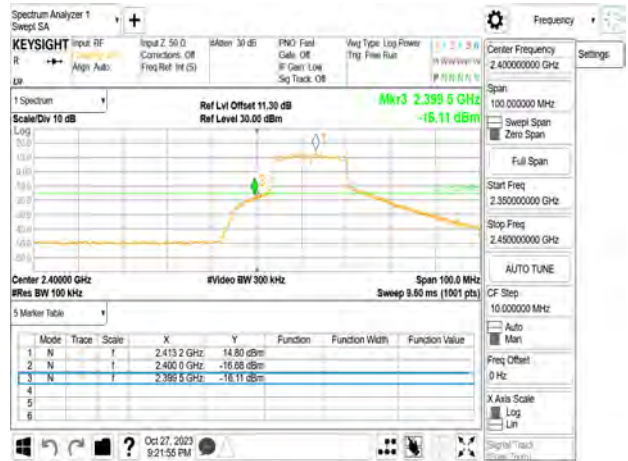 Spectrum Analyzer 1
Swept SA
Frequency
Settings
KEYSIGHT
Input: RF
Input Z: 50 Ω
#Atten: 30 dB
PNO: Fast
Avg Type: Log-Power
Corrections: Off
Gate: Off
Trig: Free Run
Align: Auto
Freq Ref: Int (S)
IF Gain: Low
Sig Track: Off
1 Spectrum
Scale/Div 10 dB
Ref Lvl Offset 11.30 dB
Ref Level 30.00 dBm
Mkr3 2.399 5 GHz
-16.11 dBm
Log
Center 2.40000 GHz
#Video BW 300 kHz
Span 100.0 MHz
#Res BW 100 kHz
Sweep 9.60 ms (1001 pts)
5 Marker Table
Mode Trace Scale X Y Function Function Width Function Value
1 N f 2.413 2 GHz 14.80 dBm
2 N f 2.400 0 GHz -16.68 dBm
3 N f 2.399 5 GHz -16.11 dBm
4
5
6
Oct 27, 2023
9:21:55 PM
Center Frequency
2.400000000 GHz
Span
100.000000 MHz
Swept Span
Zero Span
Full Span
Start Freq
2.350000000 GHz
Stop Freq
2.450000000 GHz
AUTO TUNE
CF Step
10.000000 MHz
Auto
Man
Freq Offset
0 Hz
X Axis Scale
Log
Lin
Signal Track